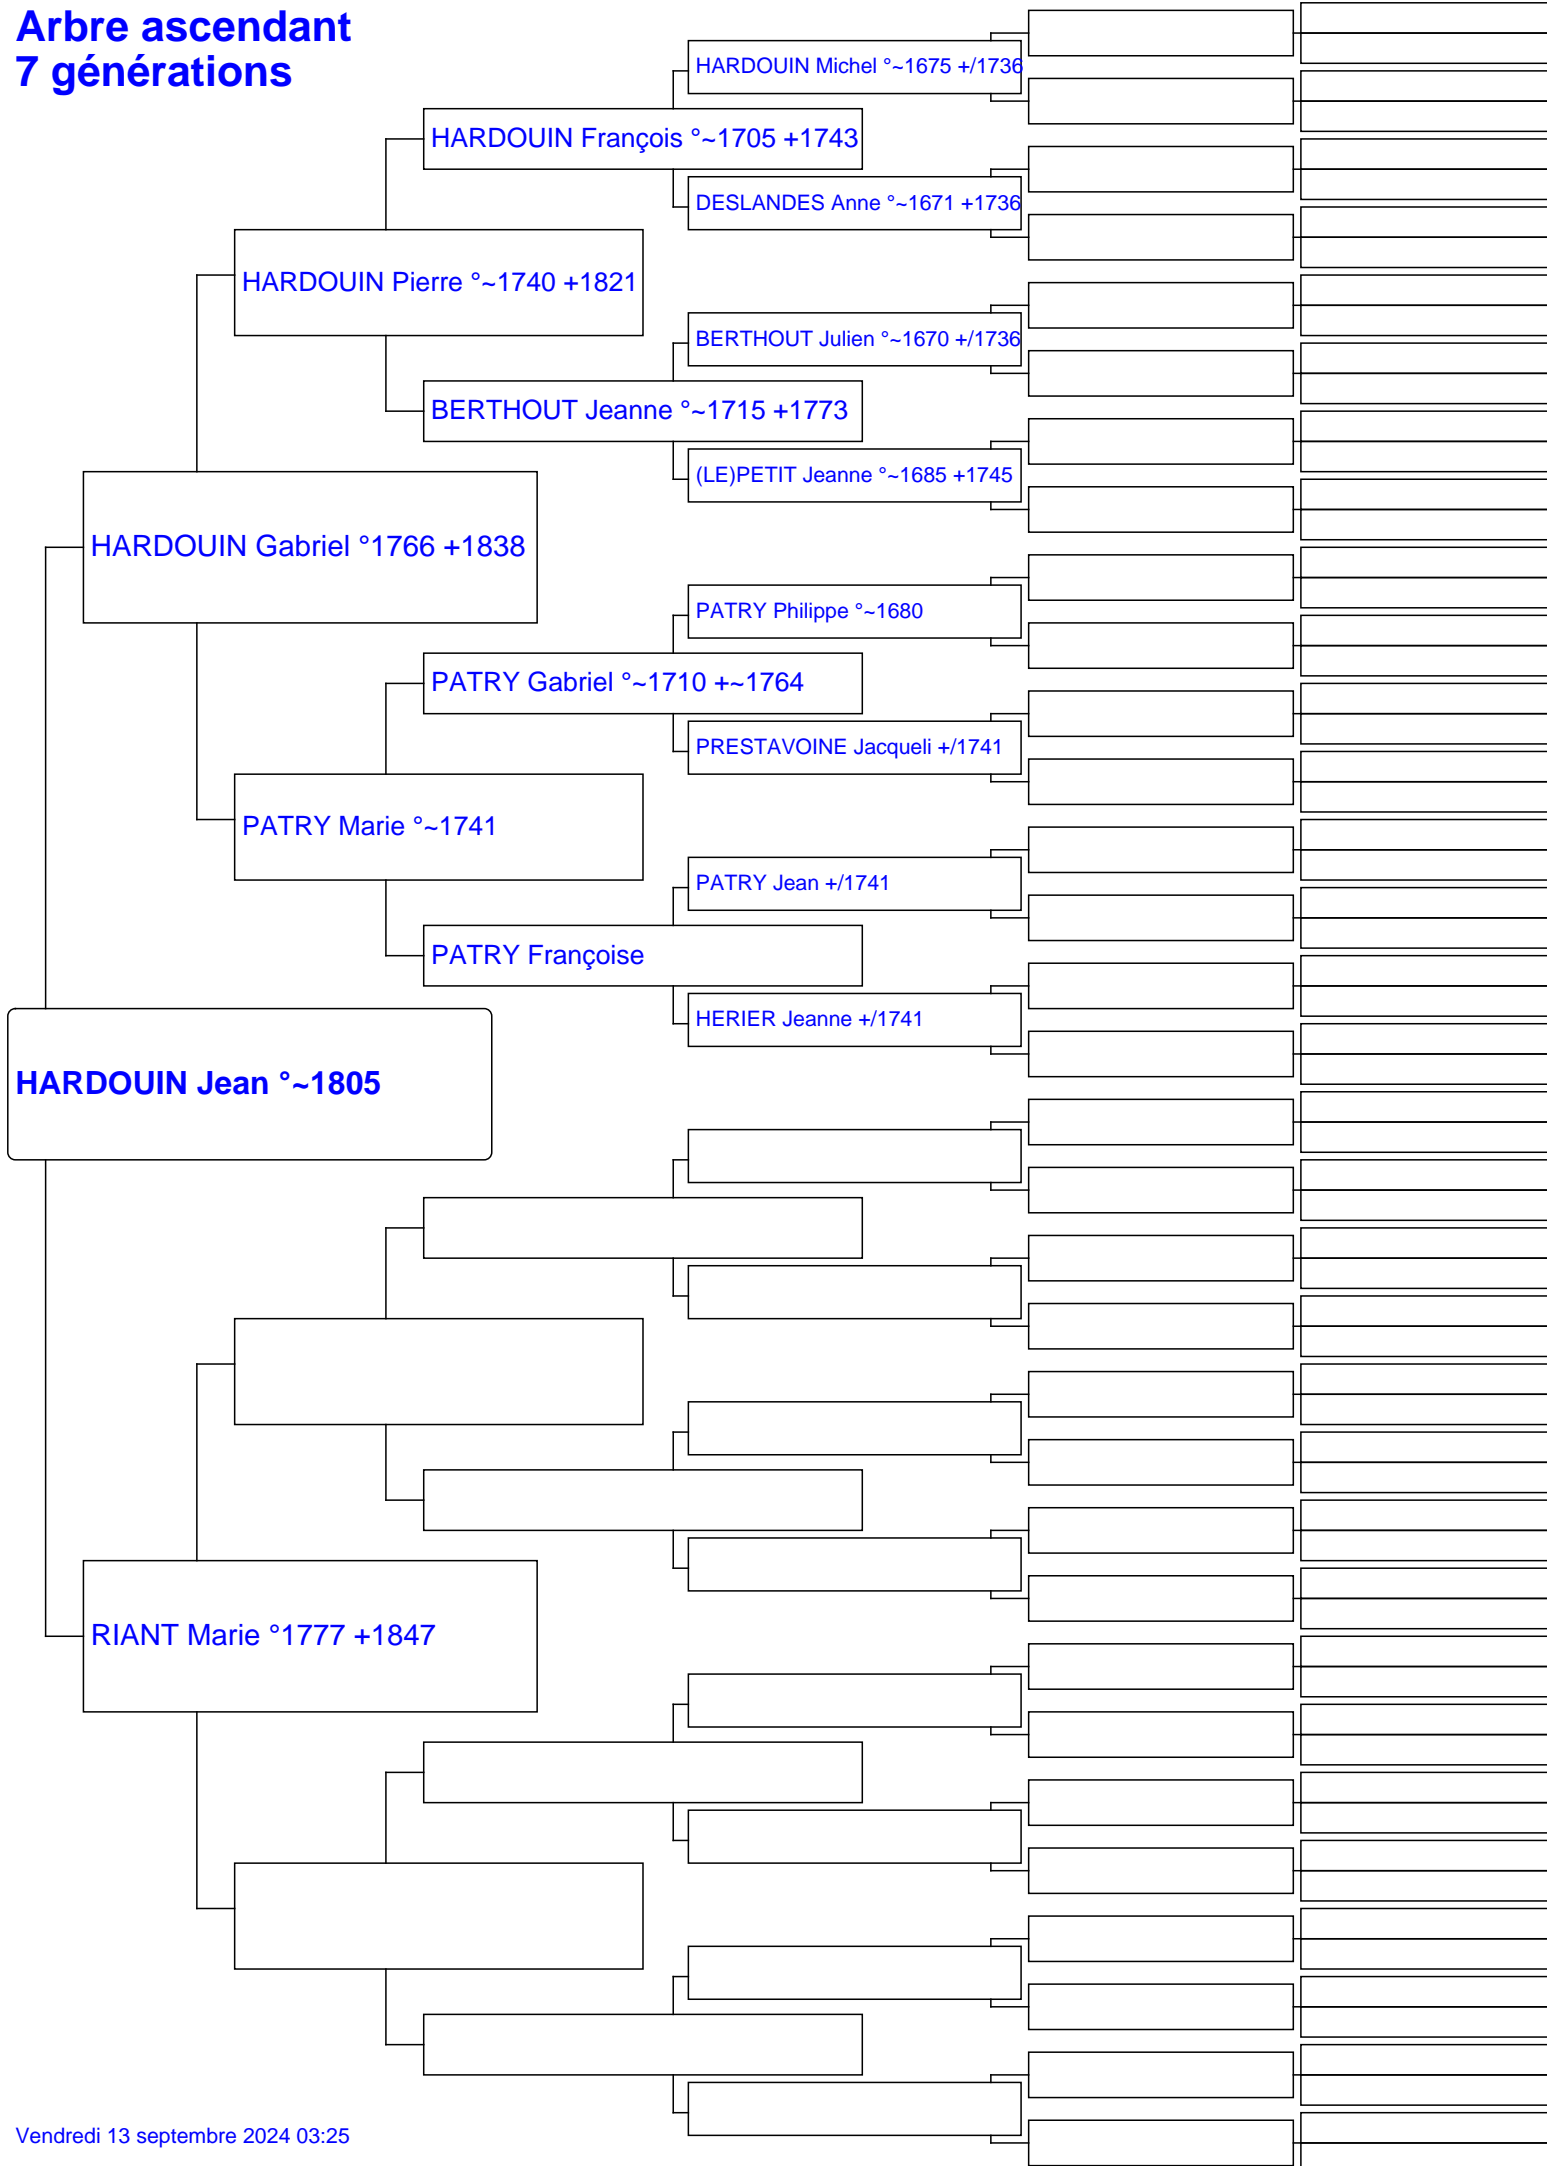 Arbre ascendant
7 générations
HARDOUIN Michel °~1675 +/1736
HARDOUIN François °~1705 +1743
DESLANDES Anne °~1671 +1736
HARDOUIN Pierre °~1740 +1821
BERTHOUT Julien °~1670 +/1736
BERTHOUT Jeanne °~1715 +1773
(LE)PETIT Jeanne °~1685 +1745
HARDOUIN Gabriel °1766 +1838
PATRY Philippe °~1680
PATRY Gabriel °~1710 +~1764
PRESTAVOINE Jacqueli +/1741
PATRY Marie °~1741
PATRY Jean +/1741
PATRY Françoise
HERIER Jeanne +/1741
HARDOUIN Jean °~1805
RIANT Marie °1777 +1847
Vendredi 13 septembre 2024 03:25